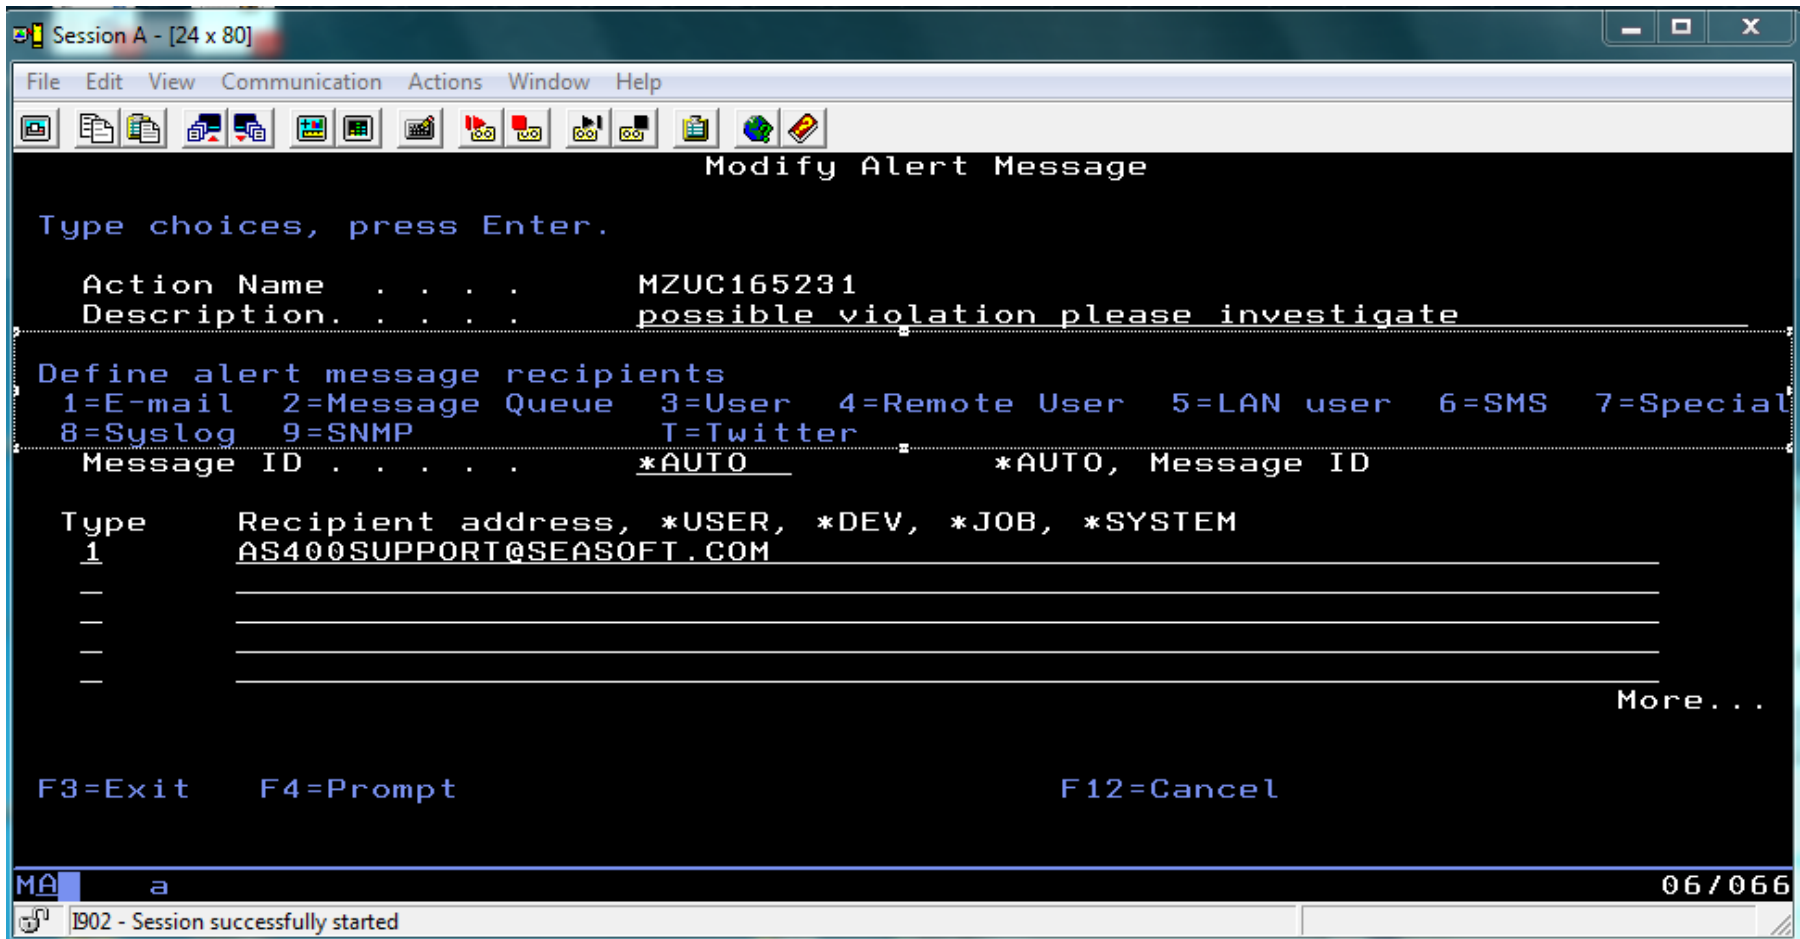 Session A - [24 x 80]
File Edit View Communication Actions Window Help
Modify Alert Message
Type choices, press Enter.
Action Name . . . . MZUC165231
Description. . . . . possible violation please investigate
Define alert message recipients
1=E-mail 2=Message Queue 3=User 4=Remote User 5=LAN user 6=SMS 7=Special
8=Syslog 9=SNMP T=Twitter
Message ID . . . . . *AUTO *AUTO, Message ID
Type Recipient address, *USER, *DEV, *JOB, *SYSTEM
1 AS400SUPPORT@SEASOFT.COM
More...
F3=Exit F4=Prompt F12=Cancel
MA a 06/066
I902 - Session successfully started